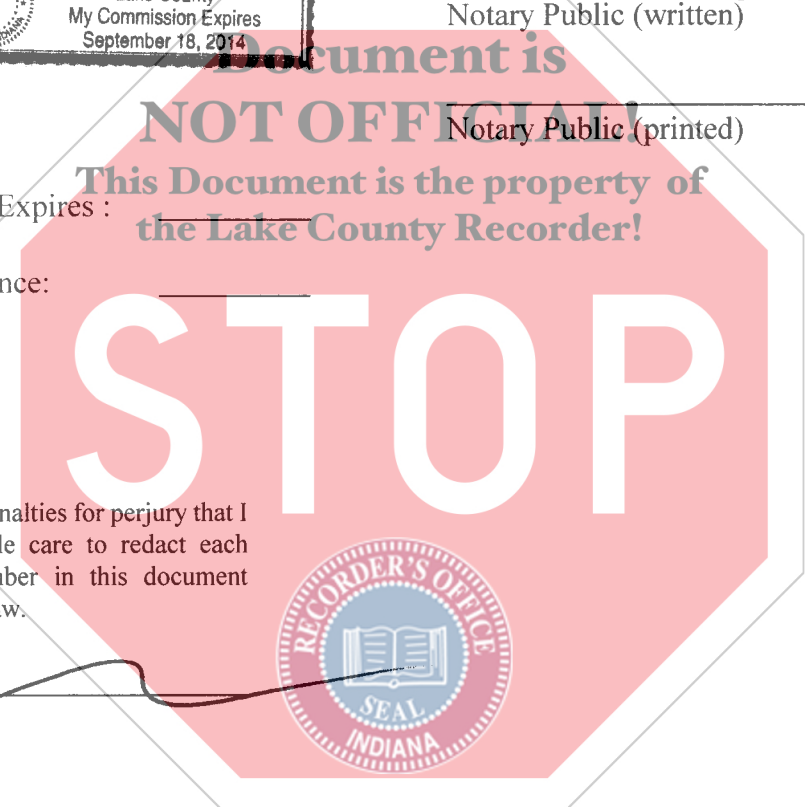 My Commission Expires
September 18, 2014
Notary Public (written)
Document is
NOT OFFICIAL!
Notary Public (printed)
This Document is the property of
Expires :
the Lake County Recorder!
nce:
STOP
nalties for perjury that I
le care to redact each
ber in this document
w.
RECORDER'S OFFICE
SEAL
INDIANA